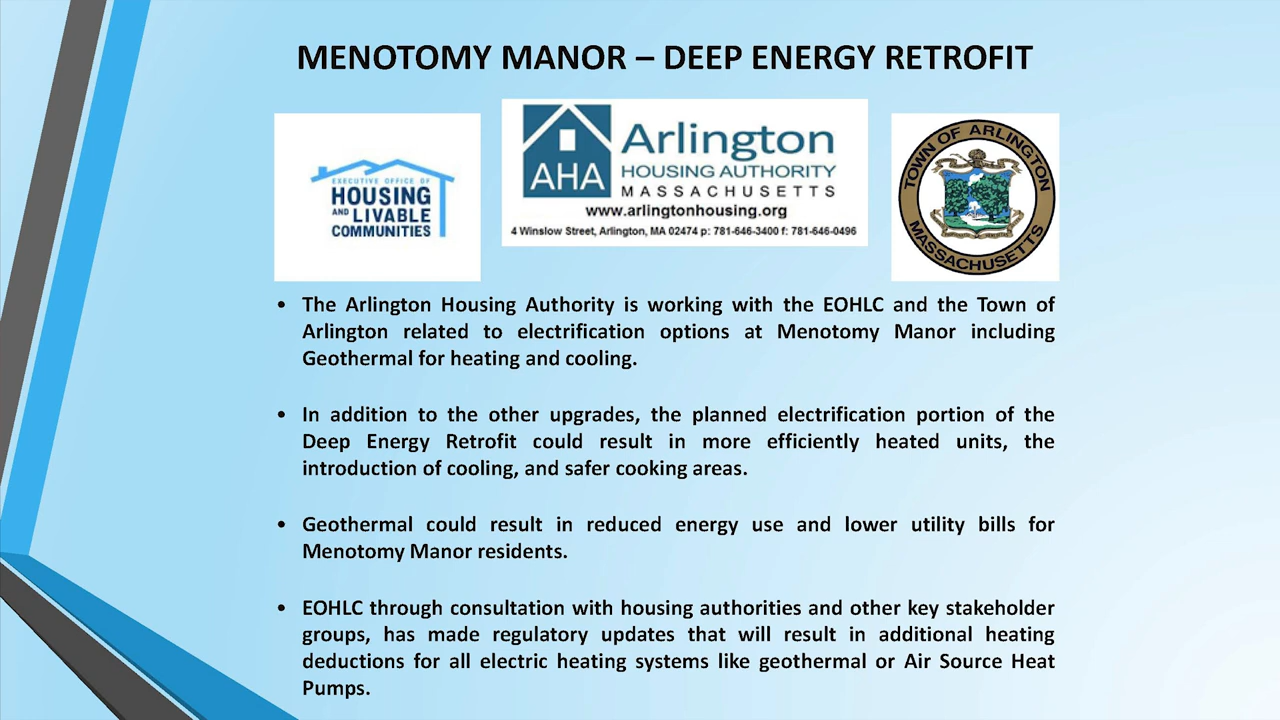 MENOTOMY MANOR – DEEP ENERGY RETROFIT
EXECUTIVE OFFICE OF
HOUSING
AND LIVABLE
COMMUNITIES
AHA
Arlington
HOUSING AUTHORITY
MASSACHUSETTS
www.arlingtonhousing.org
4 Winslow Street, Arlington, MA 02474 p: 781-646-3400 f: 781-646-0496
TOWN OF ARLINGTON
MASSACHUSETTS
• The Arlington Housing Authority is working with the EOHLC and the Town of
Arlington related to electrification options at Menotomy Manor including
Geothermal for heating and cooling.
• In addition to the other upgrades, the planned electrification portion of the
Deep Energy Retrofit could result in more efficiently heated units, the
introduction of cooling, and safer cooking areas.
• Geothermal could result in reduced energy use and lower utility bills for
Menotomy Manor residents.
• EOHLC through consultation with housing authorities and other key stakeholder
groups, has made regulatory updates that will result in additional heating
deductions for all electric heating systems like geothermal or Air Source Heat
Pumps.